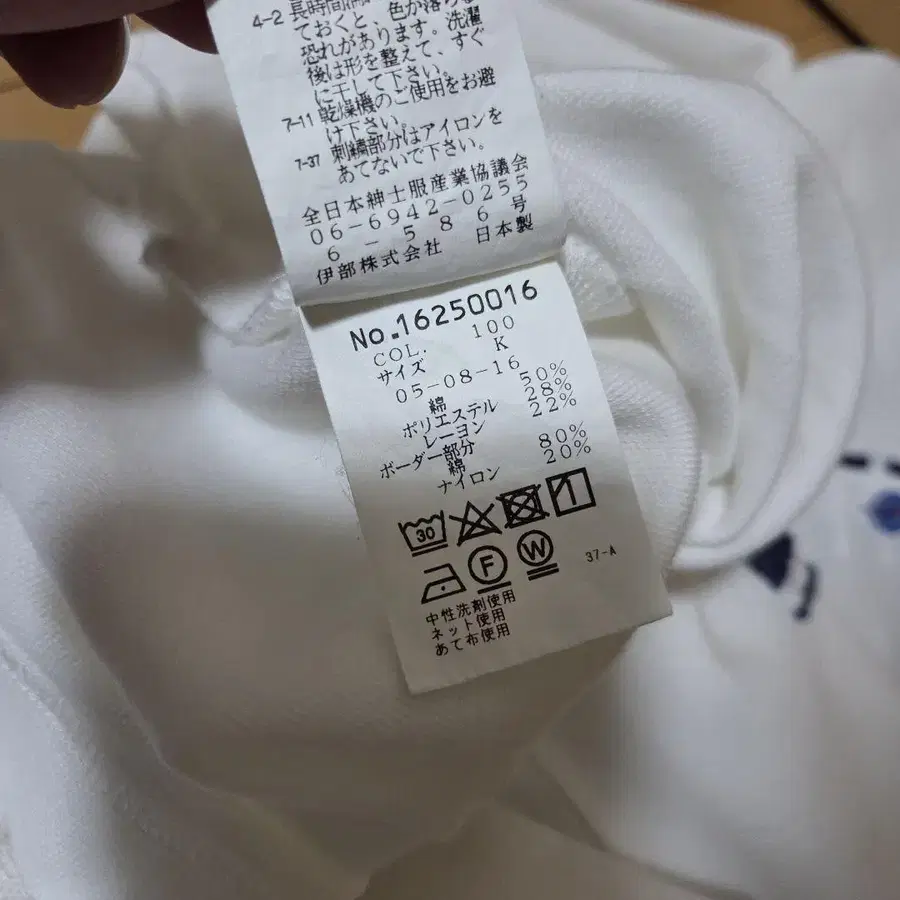 4-2 長時間
ておくと、色が落
恐れがあります。洗濯
後は形を整えて、すぐ
に干して下さい。
7-11 乾燥機のご使用をお避
け下さい。
7-37 刺繍部分はアイロンを
あてないで下さい。
全日本紳士服産業協議会
06-6942-0255
6-586号
伊部株式会社 日本製
No.16250016
COL. 100
サイズ K
05-08-16
綿 50%
ポリエステル 28%
レーヨン 22%
ボーダー部分
綿 80%
ナイロン 20%
30
1
F W
37-A
中性洗剤使用
ネット使用
あて布使用